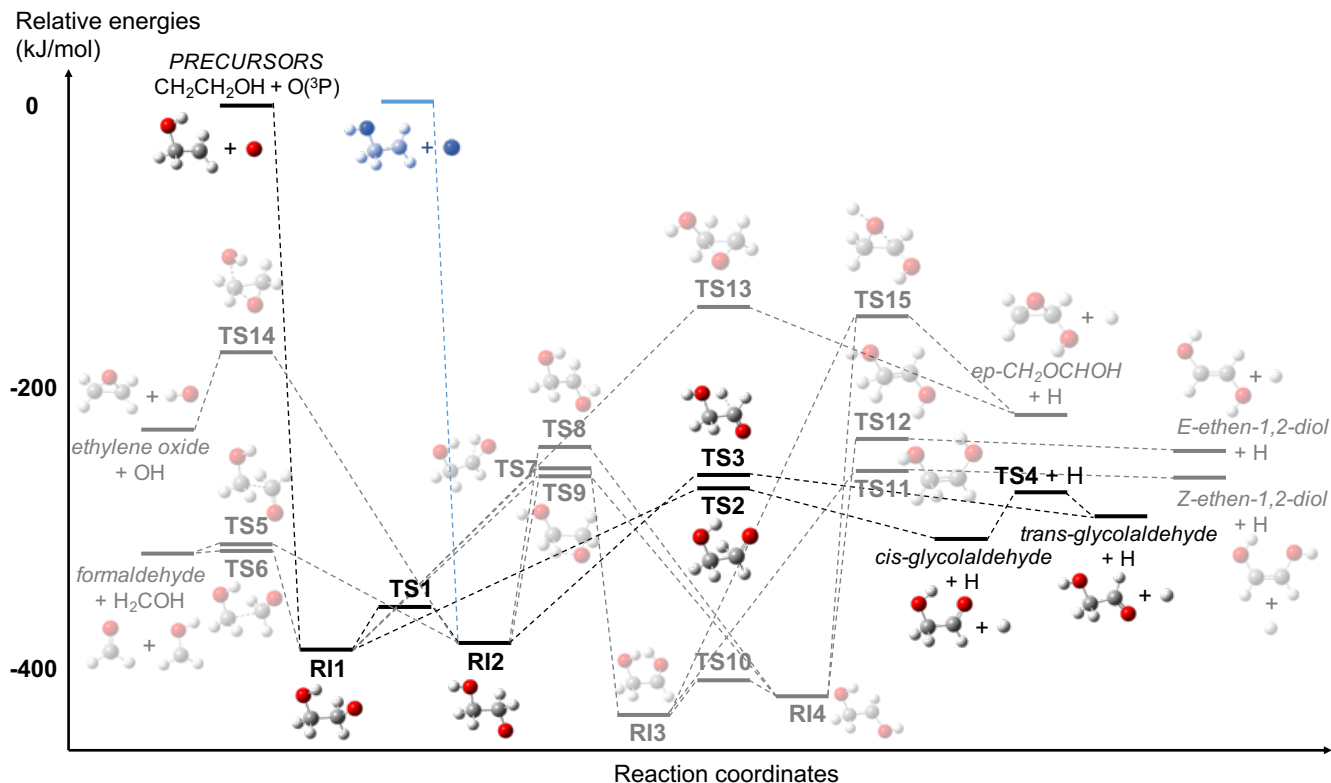 Relative energies
(kJ/mol)
PRECURSORS
CH₂CH₂OH + O(³P)
0
+
+
TS13
TS15
TS14
+
ep-CH₂OCHOH
+ H
+
-200
+
ethylene oxide
+ OH
TS8
TS7
TS9
TS3
TS2
TS12
TS11
E-ethen-1,2-diol
+ H
TS4 + H
Z-ethen-1,2-diol
+ H
TS5
TS6
formaldehyde
+ H₂COH
+
cis-glycolaldehyde
+ H
trans-glycolaldehyde
+ H
+
+
+
TS1
RI1
RI2
TS10
RI3
RI4
-400
Reaction coordinates